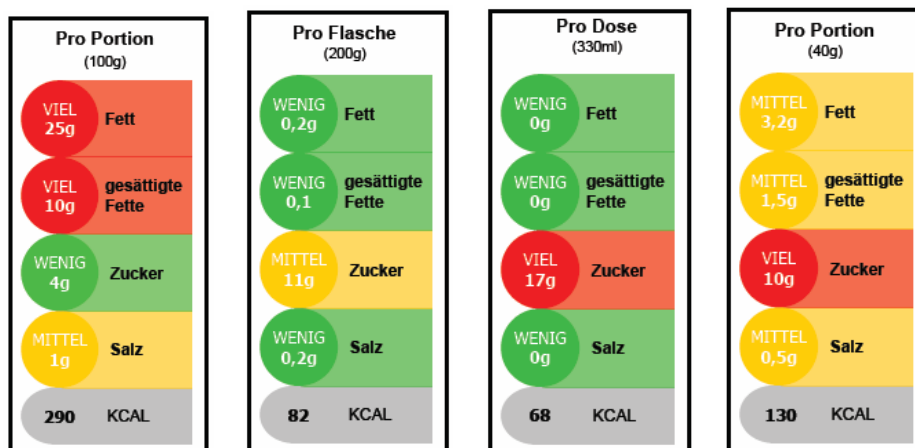 Pro Portion
(100g)
VIEL
25g
Fett
VIEL
10g
gesättigte
Fette
WENIG
4g
Zucker
MITTEL
1g
Salz
290 KCAL
Pro Flasche
(200g)
WENIG
0,2g
Fett
WENIG
0,1
gesättigte
Fette
MITTEL
11g
Zucker
WENIG
0,2g
Salz
82 KCAL
Pro Dose
(330ml)
WENIG
0g
Fett
WENIG
0g
gesättigte
Fette
VIEL
17g
Zucker
WENIG
0g
Salz
68 KCAL
Pro Portion
(40g)
MITTEL
3,2g
Fett
MITTEL
1,5g
gesättigte
Fette
VIEL
10g
Zucker
MITTEL
0,5g
Salz
130 KCAL